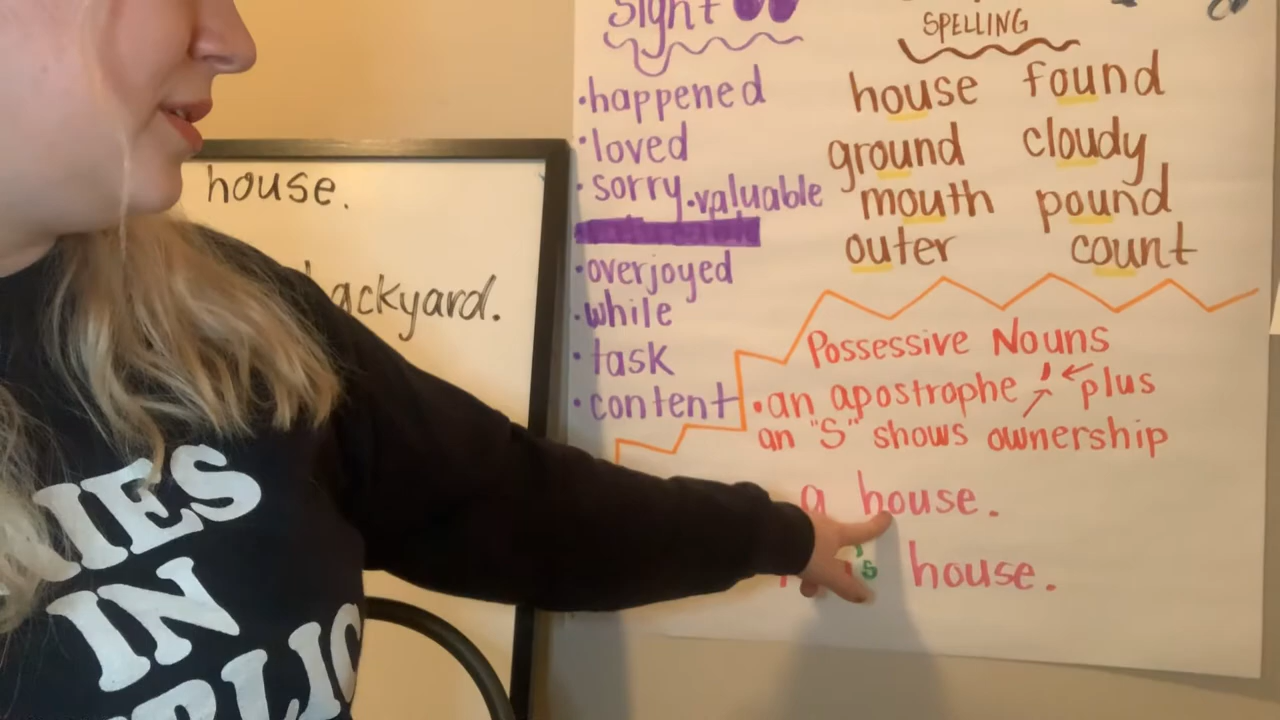 Sight
happened
loved
sorry
valuable
overjoyed
while
task
content
SPELLING
house found
ground cloudy
mouth pound
outer count
Possessive Nouns
an apostrophe ' plus
an "S" shows ownership
a house.
's house.
house.
ackyard.
IES
IN